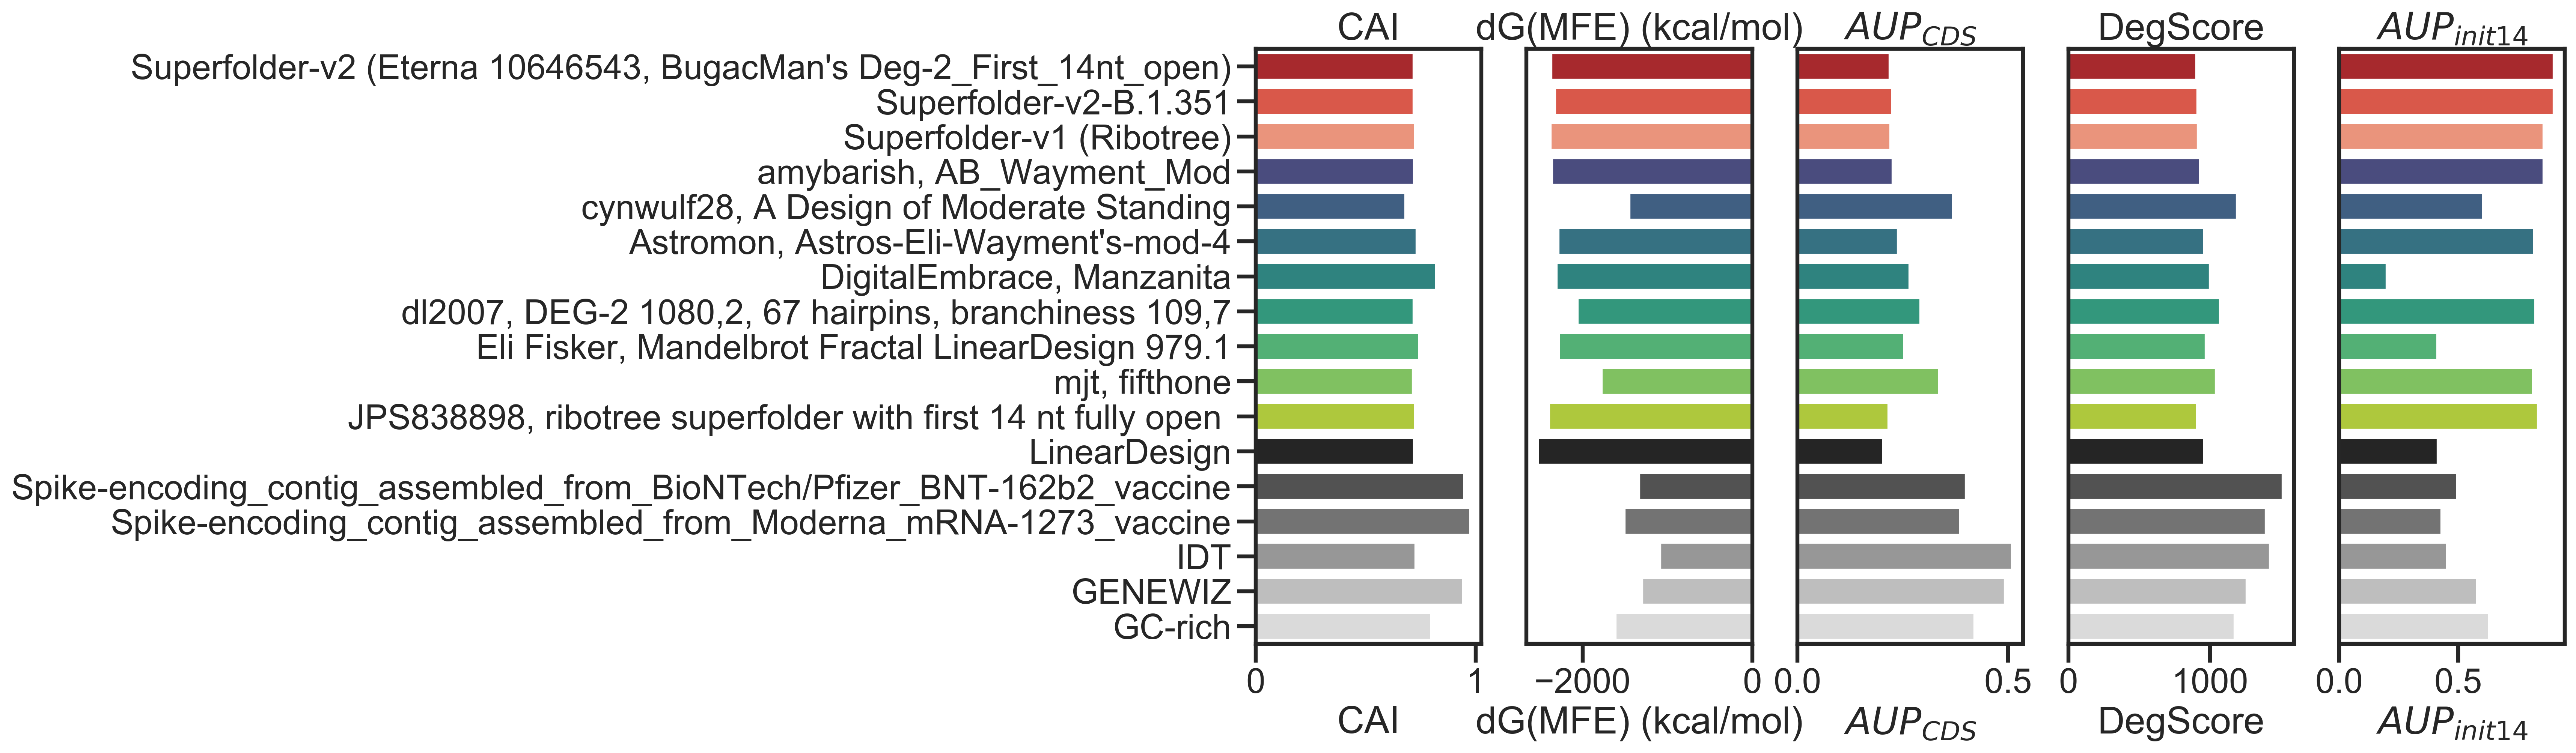 CAI dG(MFE) (kcal/mol) AUP_CDS DegScore AUP_init14
Superfolder-v2 (Eterna 10646543, BugacMan's Deg-2_First_14nt_open)
Superfolder-v2-B.1.351
Superfolder-v1 (Ribotree)
amybarish, AB_Wayment_Mod
cynwulf28, A Design of Moderate Standing
Astromon, Astros-Eli-Wayment's-mod-4
DigitalEmbrace, Manzanita
dl2007, DEG-2 1080,2, 67 hairpins, branchiness 109,7
Eli Fisker, Mandelbrot Fractal LinearDesign 979.1
mjt, fifthone
JPS838898, ribotree superfolder with first 14 nt fully open
LinearDesign
Spike-encoding_contig_assembled_from_BioNTech/Pfizer_BNT-162b2_vaccine
Spike-encoding_contig_assembled_from_Moderna_mRNA-1273_vaccine
IDT
GENEWIZ
GC-rich
0 1 −2000 0 0.0 0.5 0 1000 0.0 0.5
CAI dG(MFE) (kcal/mol) AUP_CDS DegScore AUP_init14